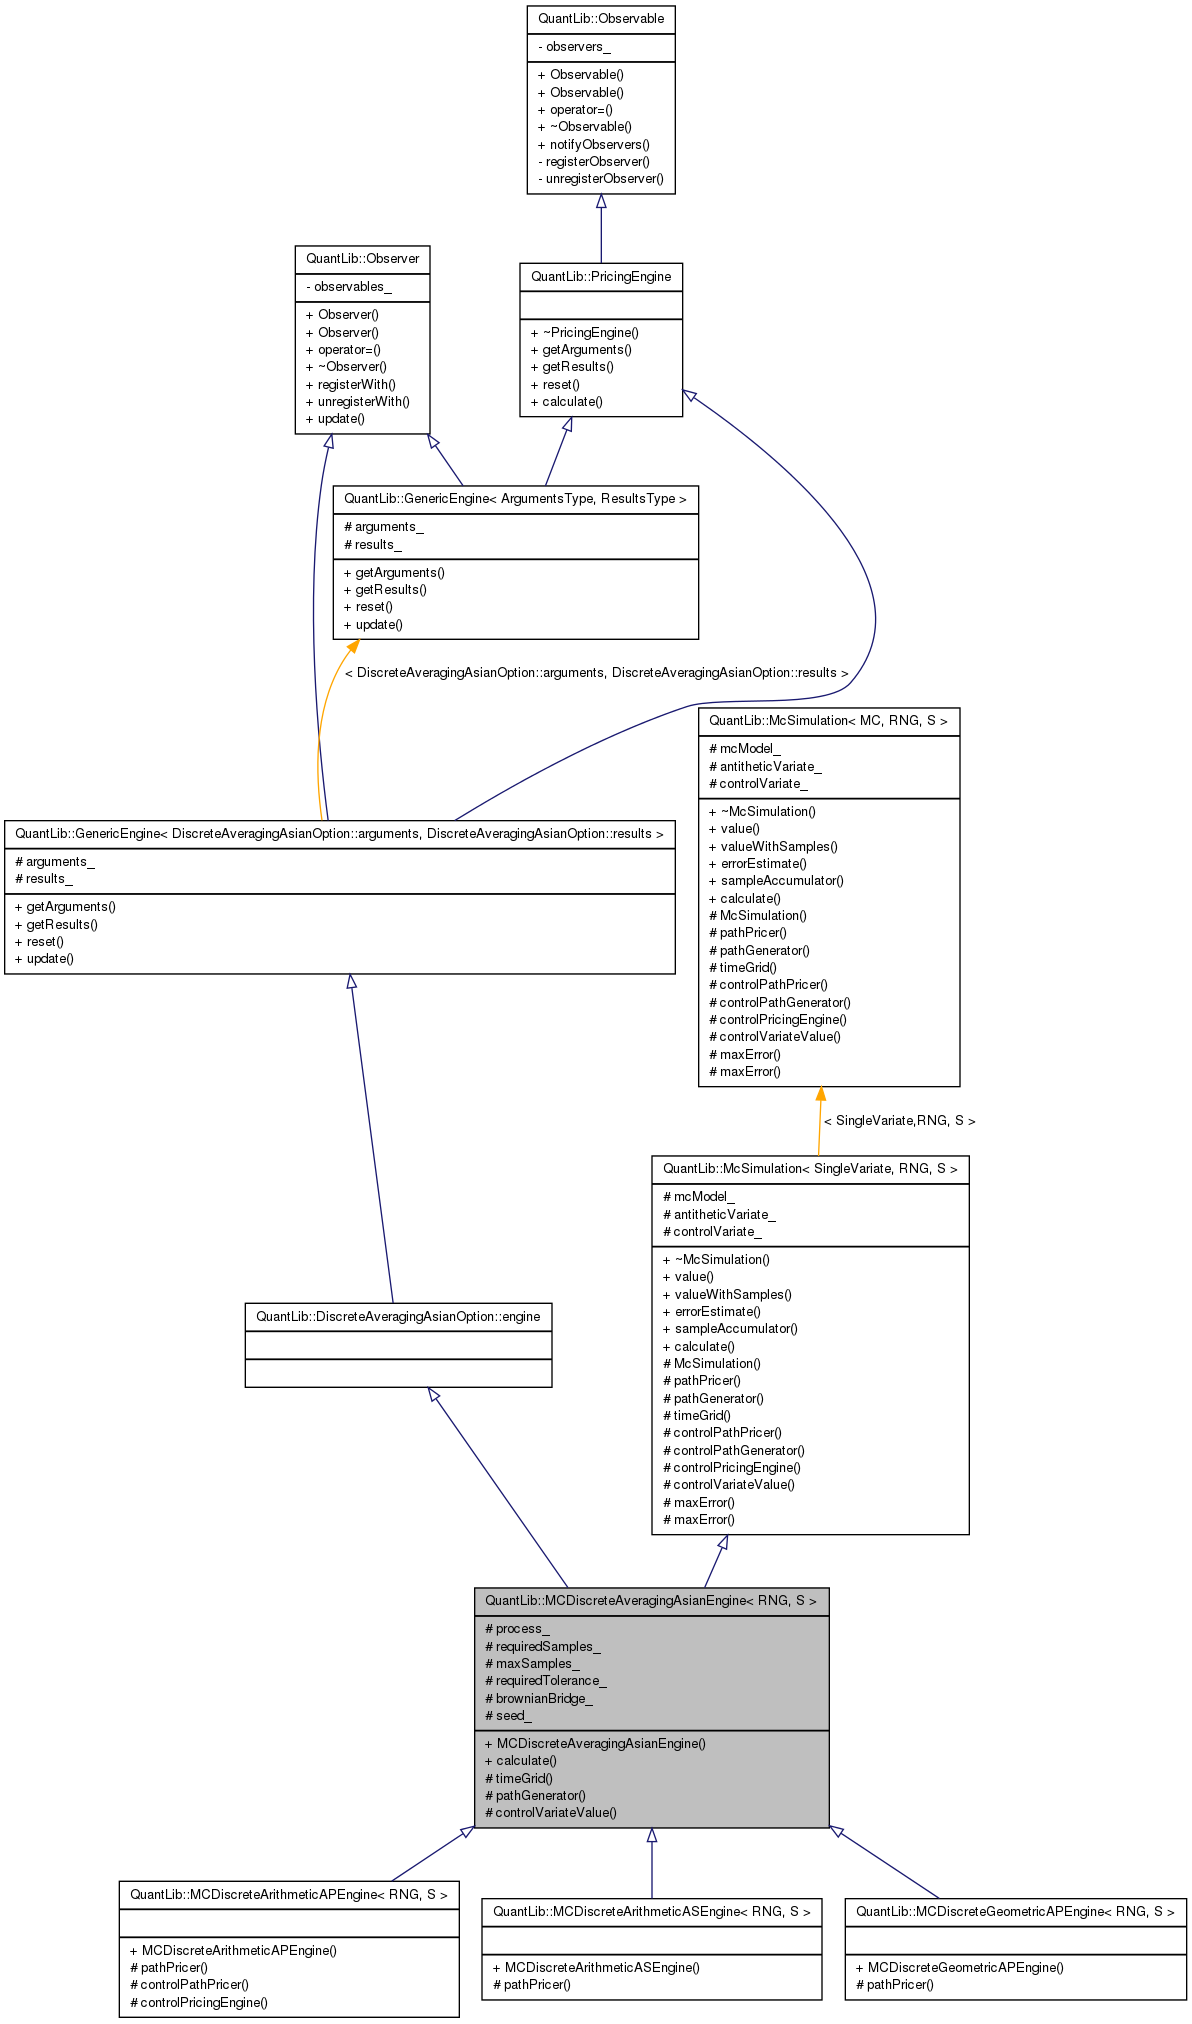 QuantLib::Observable
- observers_
+ Observable()
+ Observable()
+ operator=()
+ ~Observable()
+ notifyObservers()
- registerObserver()
- unregisterObserver()
QuantLib::Observer
- observables_
+ Observer()
+ Observer()
+ operator=()
+ ~Observer()
+ registerWith()
+ unregisterWith()
+ update()
QuantLib::PricingEngine
+ ~PricingEngine()
+ getArguments()
+ getResults()
+ reset()
+ calculate()
QuantLib::GenericEngine< ArgumentsType, ResultsType >
# arguments_
# results_
+ getArguments()
+ getResults()
+ reset()
+ update()
< DiscreteAveragingAsianOption::arguments, DiscreteAveragingAsianOption::results >
QuantLib::McSimulation< MC, RNG, S >
# mcModel_
# antitheticVariate_
# controlVariate_
+ ~McSimulation()
+ value()
+ valueWithSamples()
+ errorEstimate()
+ sampleAccumulator()
+ calculate()
# McSimulation()
# pathPricer()
# pathGenerator()
# timeGrid()
# controlPathPricer()
# controlPathGenerator()
# controlPricingEngine()
# controlVariateValue()
# maxError()
# maxError()
QuantLib::GenericEngine< DiscreteAveragingAsianOption::arguments, DiscreteAveragingAsianOption::results >
# arguments_
# results_
+ getArguments()
+ getResults()
+ reset()
+ update()
< SingleVariate,RNG, S >
QuantLib::McSimulation< SingleVariate, RNG, S >
# mcModel_
# antitheticVariate_
# controlVariate_
+ ~McSimulation()
+ value()
+ valueWithSamples()
+ errorEstimate()
+ sampleAccumulator()
+ calculate()
# McSimulation()
# pathPricer()
# pathGenerator()
# timeGrid()
# controlPathPricer()
# controlPathGenerator()
# controlPricingEngine()
# controlVariateValue()
# maxError()
# maxError()
QuantLib::DiscreteAveragingAsianOption::engine
QuantLib::MCDiscreteAveragingAsianEngine< RNG, S >
# process_
# requiredSamples_
# maxSamples_
# requiredTolerance_
# brownianBridge_
# seed_
+ MCDiscreteAveragingAsianEngine()
+ calculate()
# timeGrid()
# pathGenerator()
# controlVariateValue()
QuantLib::MCDiscreteArithmeticAPEngine< RNG, S >
+ MCDiscreteArithmeticAPEngine()
# pathPricer()
# controlPathPricer()
# controlPricingEngine()
QuantLib::MCDiscreteArithmeticASEngine< RNG, S >
+ MCDiscreteArithmeticASEngine()
# pathPricer()
QuantLib::MCDiscreteGeometricAPEngine< RNG, S >
+ MCDiscreteGeometricAPEngine()
# pathPricer()